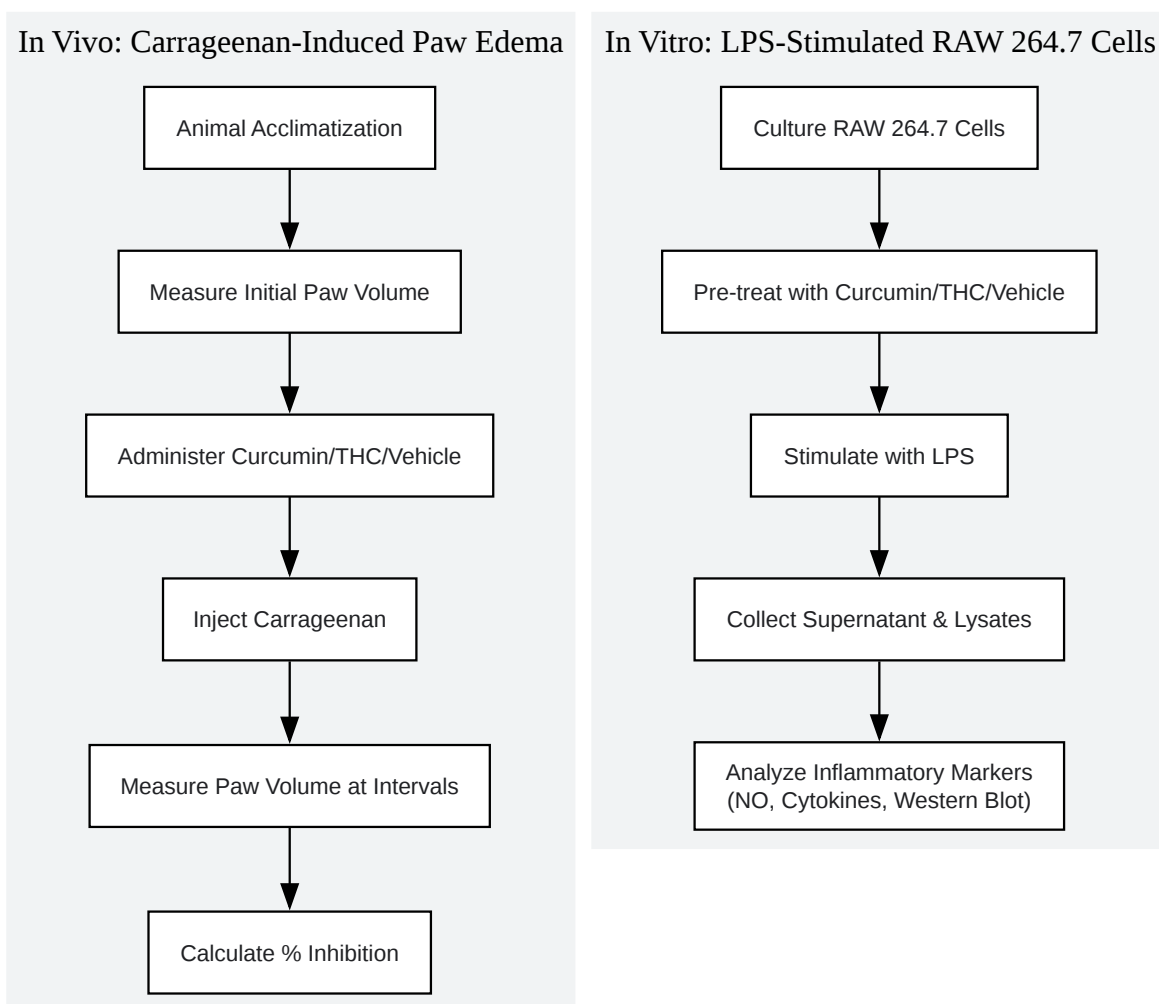 In Vivo: Carrageenan-Induced Paw Edema
Animal Acclimatization
Measure Initial Paw Volume
Administer Curcumin/THC/Vehicle
Inject Carrageenan
Measure Paw Volume at Intervals
Calculate % Inhibition
In Vitro: LPS-Stimulated RAW 264.7 Cells
Culture RAW 264.7 Cells
Pre-treat with Curcumin/THC/Vehicle
Stimulate with LPS
Collect Supernatant & Lysates
Analyze Inflammatory Markers
(NO, Cytokines, Western Blot)